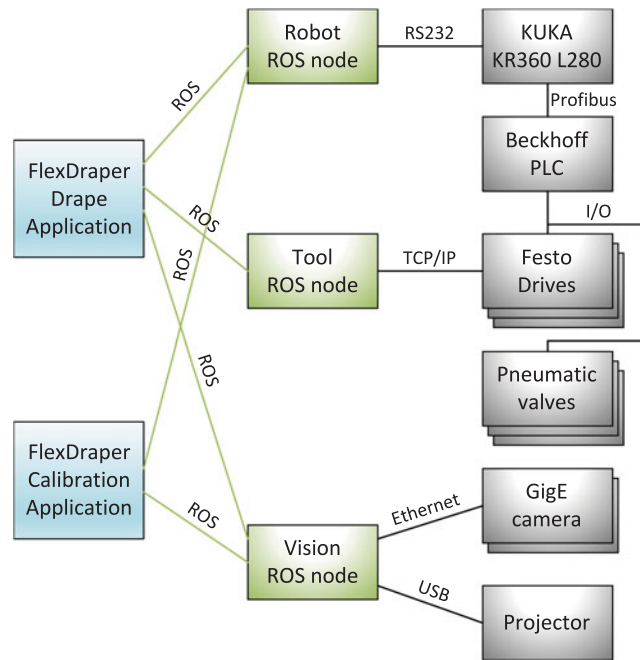 Robot
ROS node
RS232
KUKA
KR360 L280
ROS
Profibus
FlexDraper
Drape
Application
Beckhoff
PLC
ROS
I/O
ROS
Tool
ROS node
TCP/IP
Festo
Drives
ROS
Pneumatic
valves
FlexDraper
Calibration
Application
ROS
Vision
ROS node
Ethernet
GigE
camera
USB
Projector